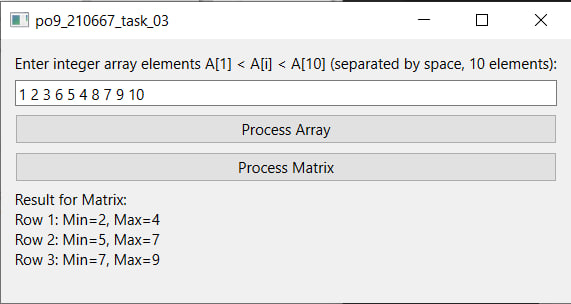 po9_210667_task_03
Enter integer array elements A[1] < A[i] < A[10] (separated by space, 10 elements):
1 2 3 6 5 4 8 7 9 10
Process Array
Process Matrix
Result for Matrix:
Row 1: Min=2, Max=4
Row 2: Min=5, Max=7
Row 3: Min=7, Max=9